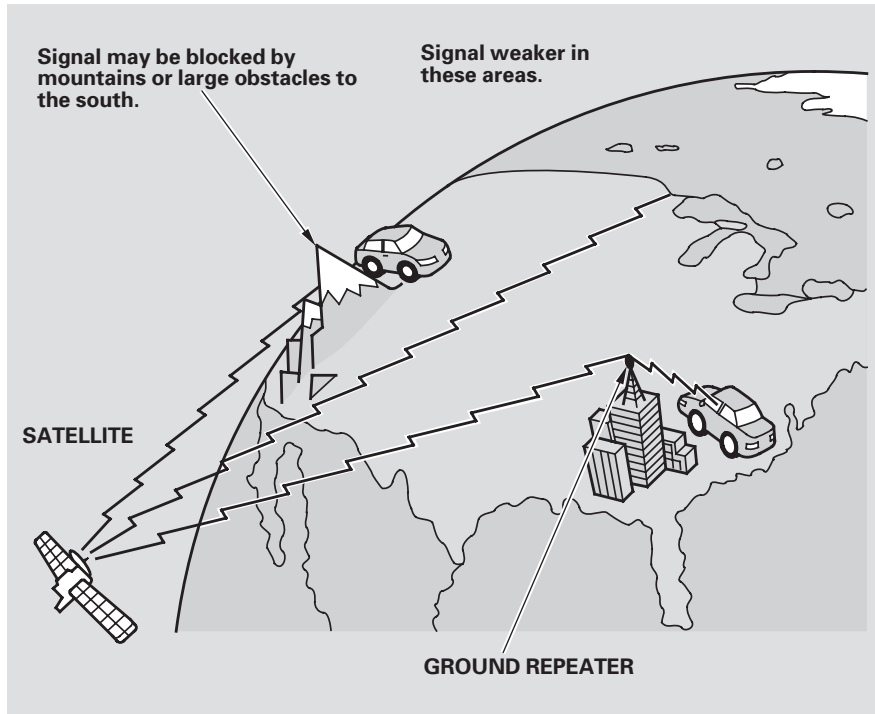 Signal may be blocked by
mountains or large obstacles to
the south.
Signal weaker in
these areas.
SATELLITE
GROUND REPEATER